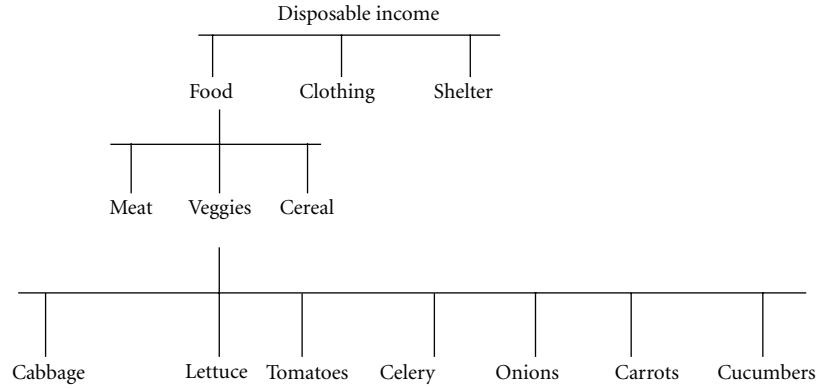 Disposable income
Food Clothing Shelter
Meat Veggies Cereal
Cabbage Lettuce Tomatoes Celery Onions Carrots Cucumbers